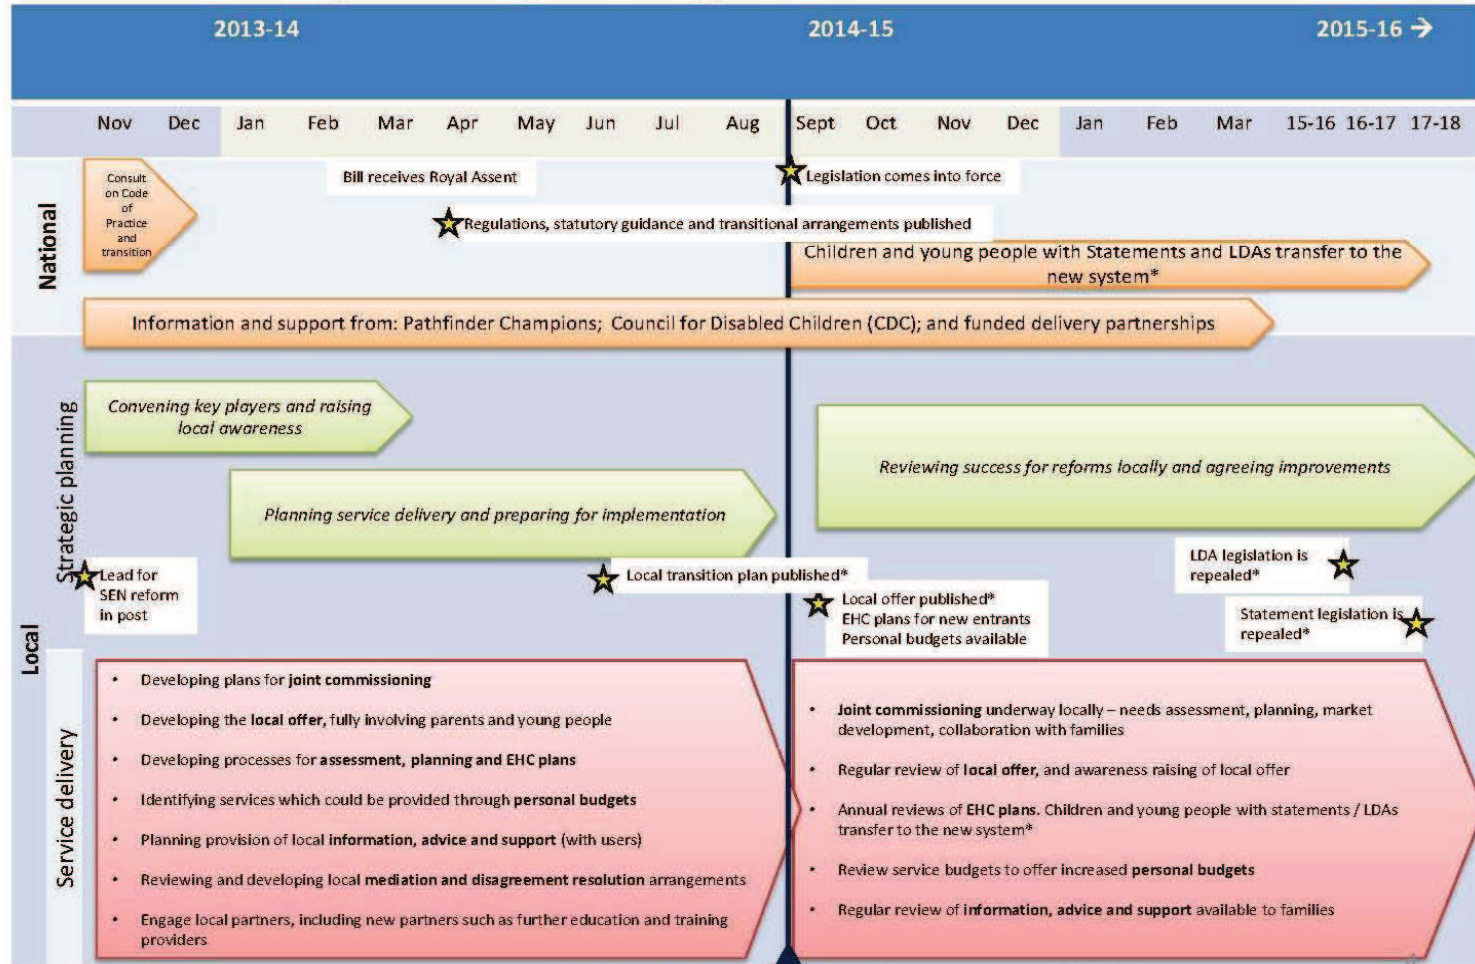 2013-14
2014-15
2015-16 →
Nov Dec Jan Feb Mar Apr May Jun Jul Aug Sept Oct Nov Dec Jan Feb Mar 15-16 16-17 17-18
National
Consult
on Code
of
Practice
and
transition
Bill receives Royal Assent
Legislation comes into force
Regulations, statutory guidance and transitional arrangements published
Children and young people with Statements and LDAs transfer to the
new system*
Information and support from: Pathfinder Champions; Council for Disabled Children (CDC); and funded delivery partnerships
Local
Strategic planning
Convening key players and raising
local awareness
Planning service delivery and preparing for implementation
Reviewing success for reforms locally and agreeing improvements
Lead for
SEN reform
in post
Local transition plan published*
Local offer published*
EHC plans for new entrants
Personal budgets available
LDA legislation is
repealed*
Statement legislation is
repealed*
Service delivery
• Developing plans for joint commissioning
• Developing the local offer, fully involving parents and young people
• Developing processes for assessment, planning and EHC plans
• Identifying services which could be provided through personal budgets
• Planning provision of local information, advice and support (with users)
• Reviewing and developing local mediation and disagreement resolution arrangements
• Engage local partners, including new partners such as further education and training
providers
• Joint commissioning underway locally – needs assessment, planning, market
development, collaboration with families
• Regular review of local offer, and awareness raising of local offer
• Annual reviews of EHC plans. Children and young people with statements / LDAs
transfer to the new system*
• Review service budgets to offer increased personal budgets
• Regular review of information, advice and support available to families